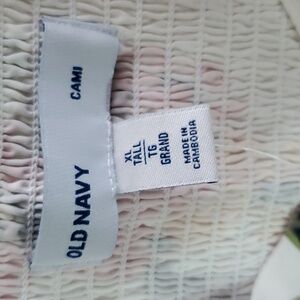 OLD NAVY
CAMI
XL
TALL
TG
GRAND
MADE IN
CAMBODIA